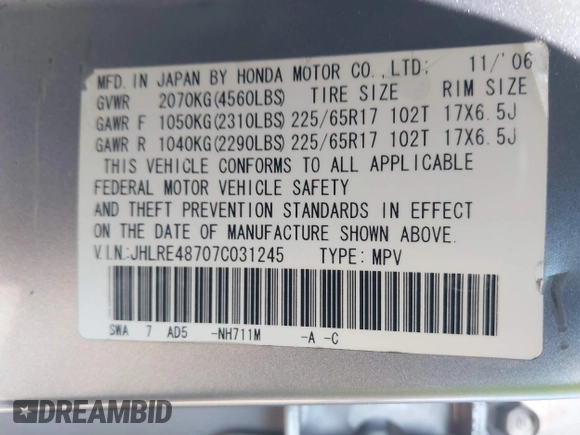 MFD. IN JAPAN BY HONDA MOTOR CO., LTD; 11/'06
GVWR 2070KG(4560LBS) TIRE SIZE RIM SIZE
GAWR F 1050KG(2310LBS) 225/65R17 102T 17X6.5J
GAWR R 1040KG(2290LBS) 225/65R17 102T 17X6.5J
THIS VEHICLE CONFORMS TO ALL APPLICABLE
FEDERAL MOTOR VEHICLE SAFETY
AND THEFT PREVENTION STANDARDS IN EFFECT
ON THE DATE OF MANUFACTURE SHOWN ABOVE.
V.I.N.:JHLRE48707C031245 TYPE: MPV
SWA 7 AD5 -NH711M -A -C
DREAMBID